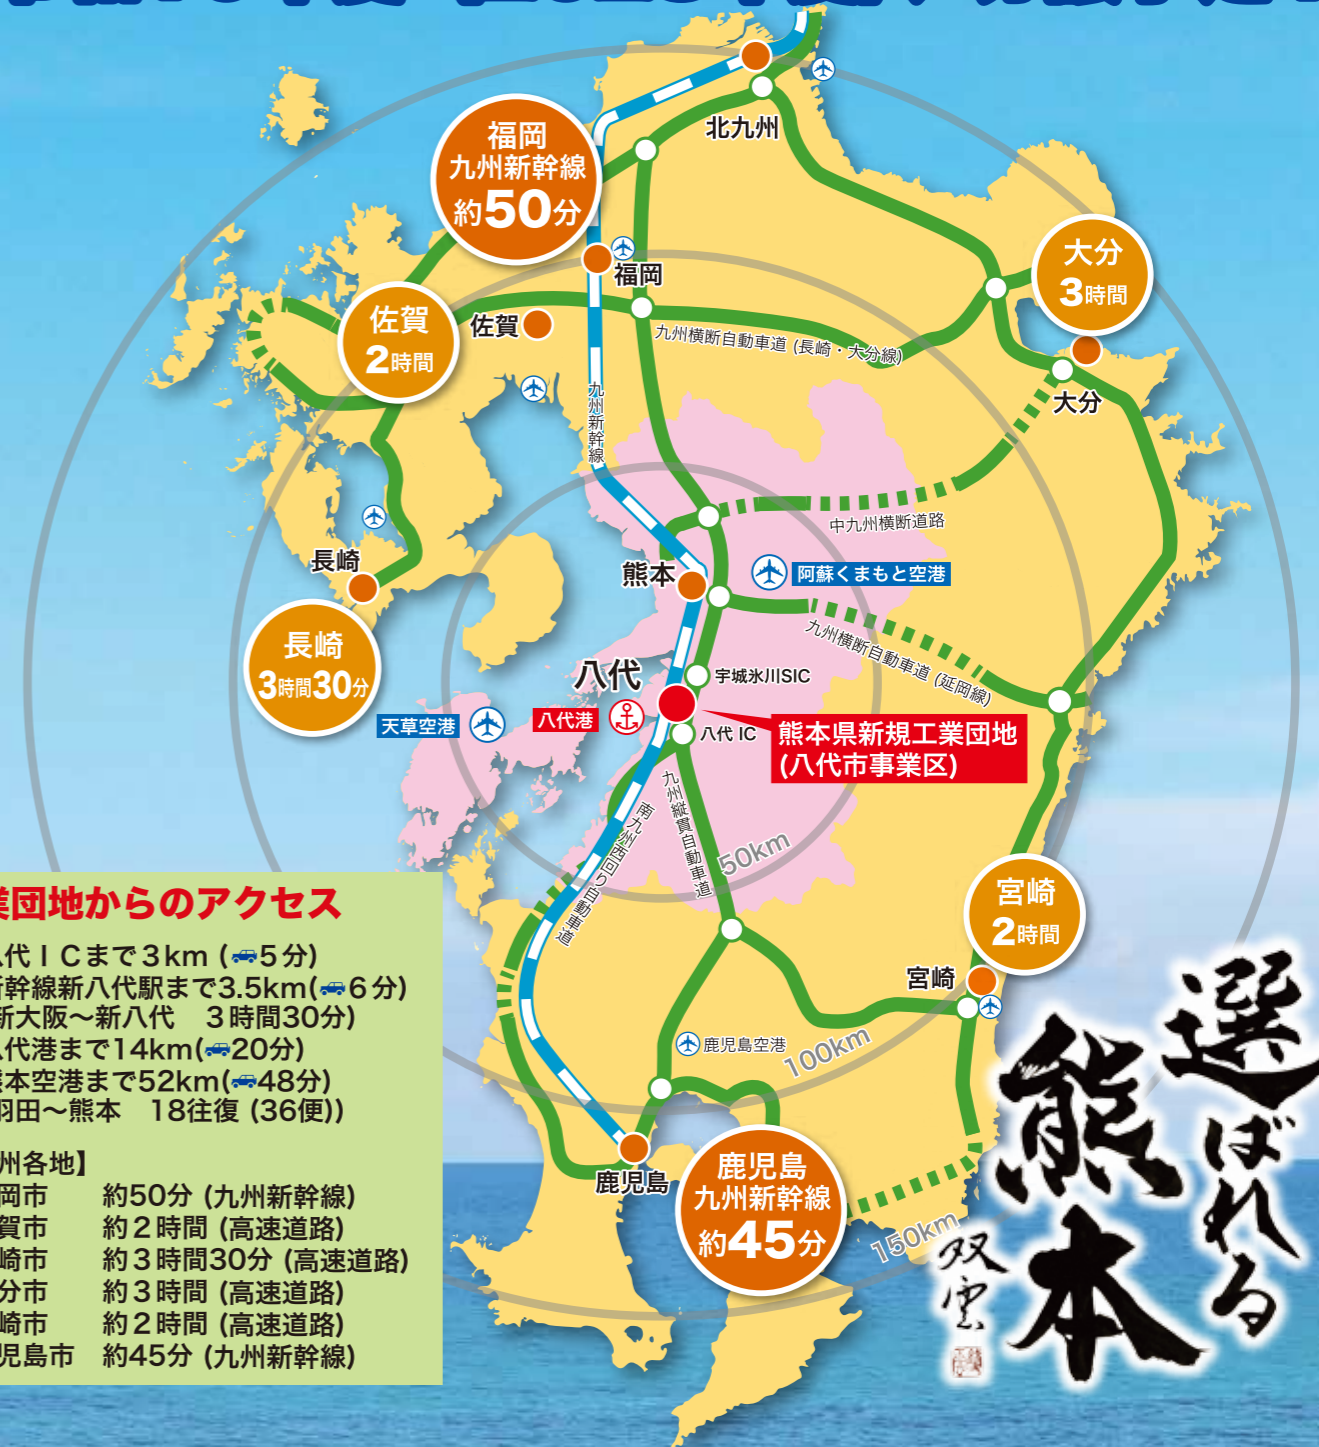 北九州
福岡
九州新幹線
約50分
福岡
大分
3時間
佐賀
2時間
佐賀
九州横断自動車道 (長崎・大分線)
大分
九州新幹線
中九州横断道路
長崎
熊本
阿蘇くまもと空港
長崎
3時間30分
九州横断自動車道 (延岡線)
八代
宇城氷川SIC
天草空港
八代港
八代 IC
熊本県新規工業団地
(八代市事業区)
九州縦貫自動車道
南九州西回り自動車道
50km
宮崎
2時間
宮崎
鹿児島空港
100km
鹿児島
鹿児島
九州新幹線
約45分
150km
業団地からのアクセス
代ICまで3km (5分)
新幹線新八代駅まで3.5km(6分)
新大阪～新八代　3時間30分)
代港まで14km(20分)
熊本空港まで52km(48分)
羽田～熊本　18往復 (36便))
州各地】
岡市　約50分 (九州新幹線)
賀市　約2時間 (高速道路)
崎市　約3時間30分 (高速道路)
分市　約3時間 (高速道路)
崎市　約2時間 (高速道路)
児島市　約45分 (九州新幹線)
選ばれる
熊本
双雲